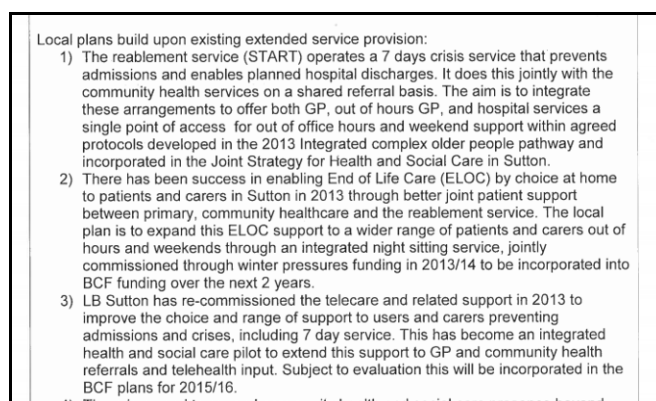 Local plans build upon existing extended service provision:
1) The reablement service (START) operates a 7 days crisis service that prevents
admissions and enables planned hospital discharges. It does this jointly with the
community health services on a shared referral basis. The aim is to integrate
these arrangements to offer both GP, out of hours GP, and hospital services a
single point of access for out of office hours and weekend support within agreed
protocols developed in the 2013 Integrated complex older people pathway and
incorporated in the Joint Strategy for Health and Social Care in Sutton.
2) There has been success in enabling End of Life Care (ELOC) by choice at home
to patients and carers in Sutton in 2013 through better joint patient support
between primary, community healthcare and the reablement service. The local
plan is to expand this ELOC support to a wider range of patients and carers out of
hours and weekends through an integrated night sitting service, jointly
commissioned through winter pressures funding in 2013/14 to be incorporated into
BCF funding over the next 2 years.
3) LB Sutton has re-commissioned the telecare and related support in 2013 to
improve the choice and range of support to users and carers preventing
admissions and crises, including 7 day service. This has become an integrated
health and social care pilot to extend this support to GP and community health
referrals and telehealth input. Subject to evaluation this will be incorporated in the
BCF plans for 2015/16.